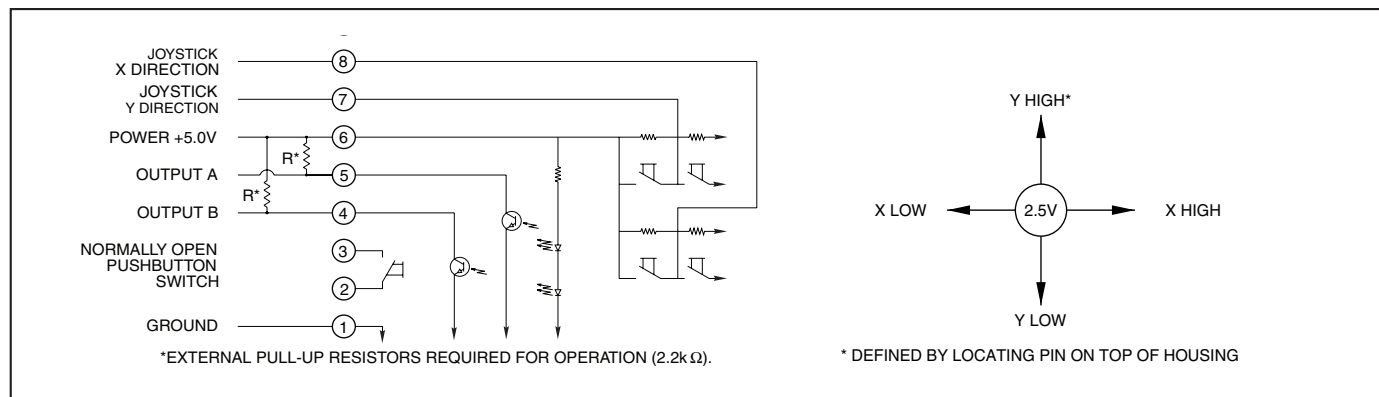 JOYSTICK
X DIRECTION
8
JOYSTICK
Y DIRECTION
7
POWER +5.0V
6
R*
OUTPUT A
5
R*
OUTPUT B
4
NORMALLY OPEN
PUSHBUTTON
SWITCH
3
2
GROUND
1
*EXTERNAL PULL-UP RESISTORS REQUIRED FOR OPERATION (2.2kΩ).
Y HIGH*
X LOW
2.5V
X HIGH
Y LOW
* DEFINED BY LOCATING PIN ON TOP OF HOUSING